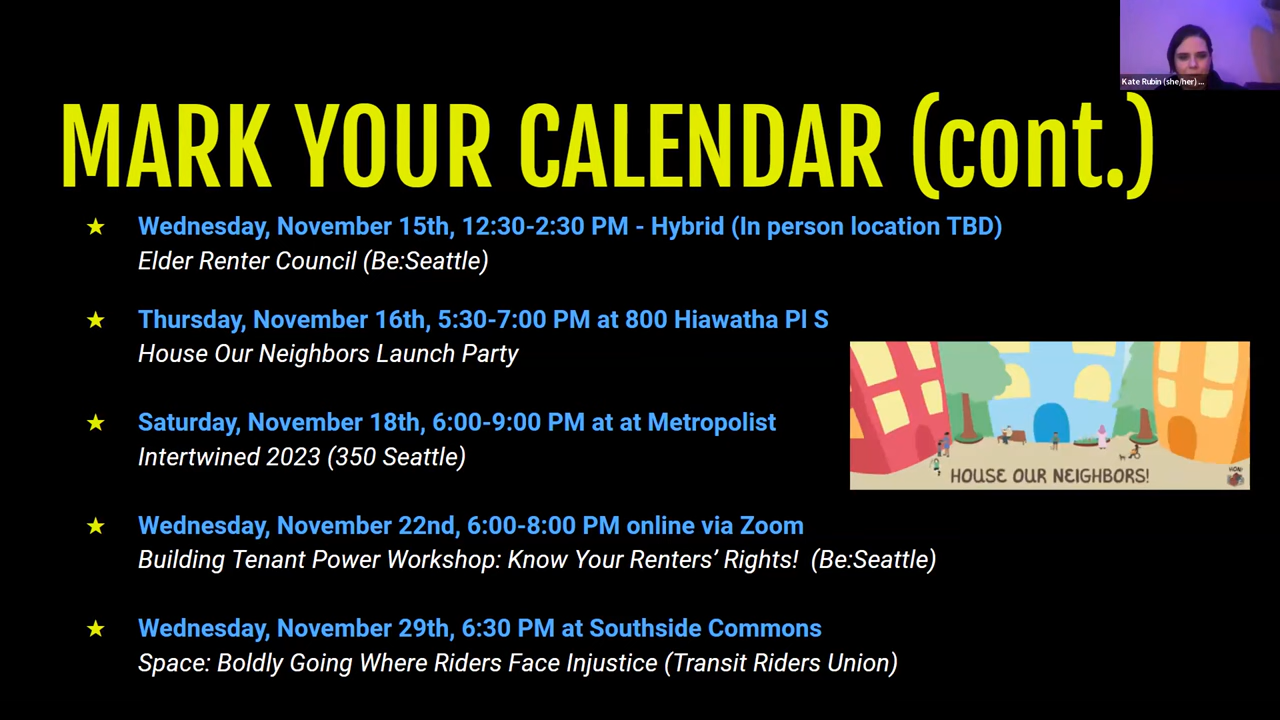 Kate Rubin (she/her) ...
MARK YOUR CALENDAR (cont.)
★ Wednesday, November 15th, 12:30-2:30 PM - Hybrid (In person location TBD)
Elder Renter Council (Be:Seattle)
★ Thursday, November 16th, 5:30-7:00 PM at 800 Hiawatha Pl S
House Our Neighbors Launch Party
★ Saturday, November 18th, 6:00-9:00 PM at at Metropolist
Intertwined 2023 (350 Seattle)
HOUSE OUR NEIGHBORS!
HON!
★ Wednesday, November 22nd, 6:00-8:00 PM online via Zoom
Building Tenant Power Workshop: Know Your Renters’ Rights!  (Be:Seattle)
★ Wednesday, November 29th, 6:30 PM at Southside Commons
Space: Boldly Going Where Riders Face Injustice (Transit Riders Union)